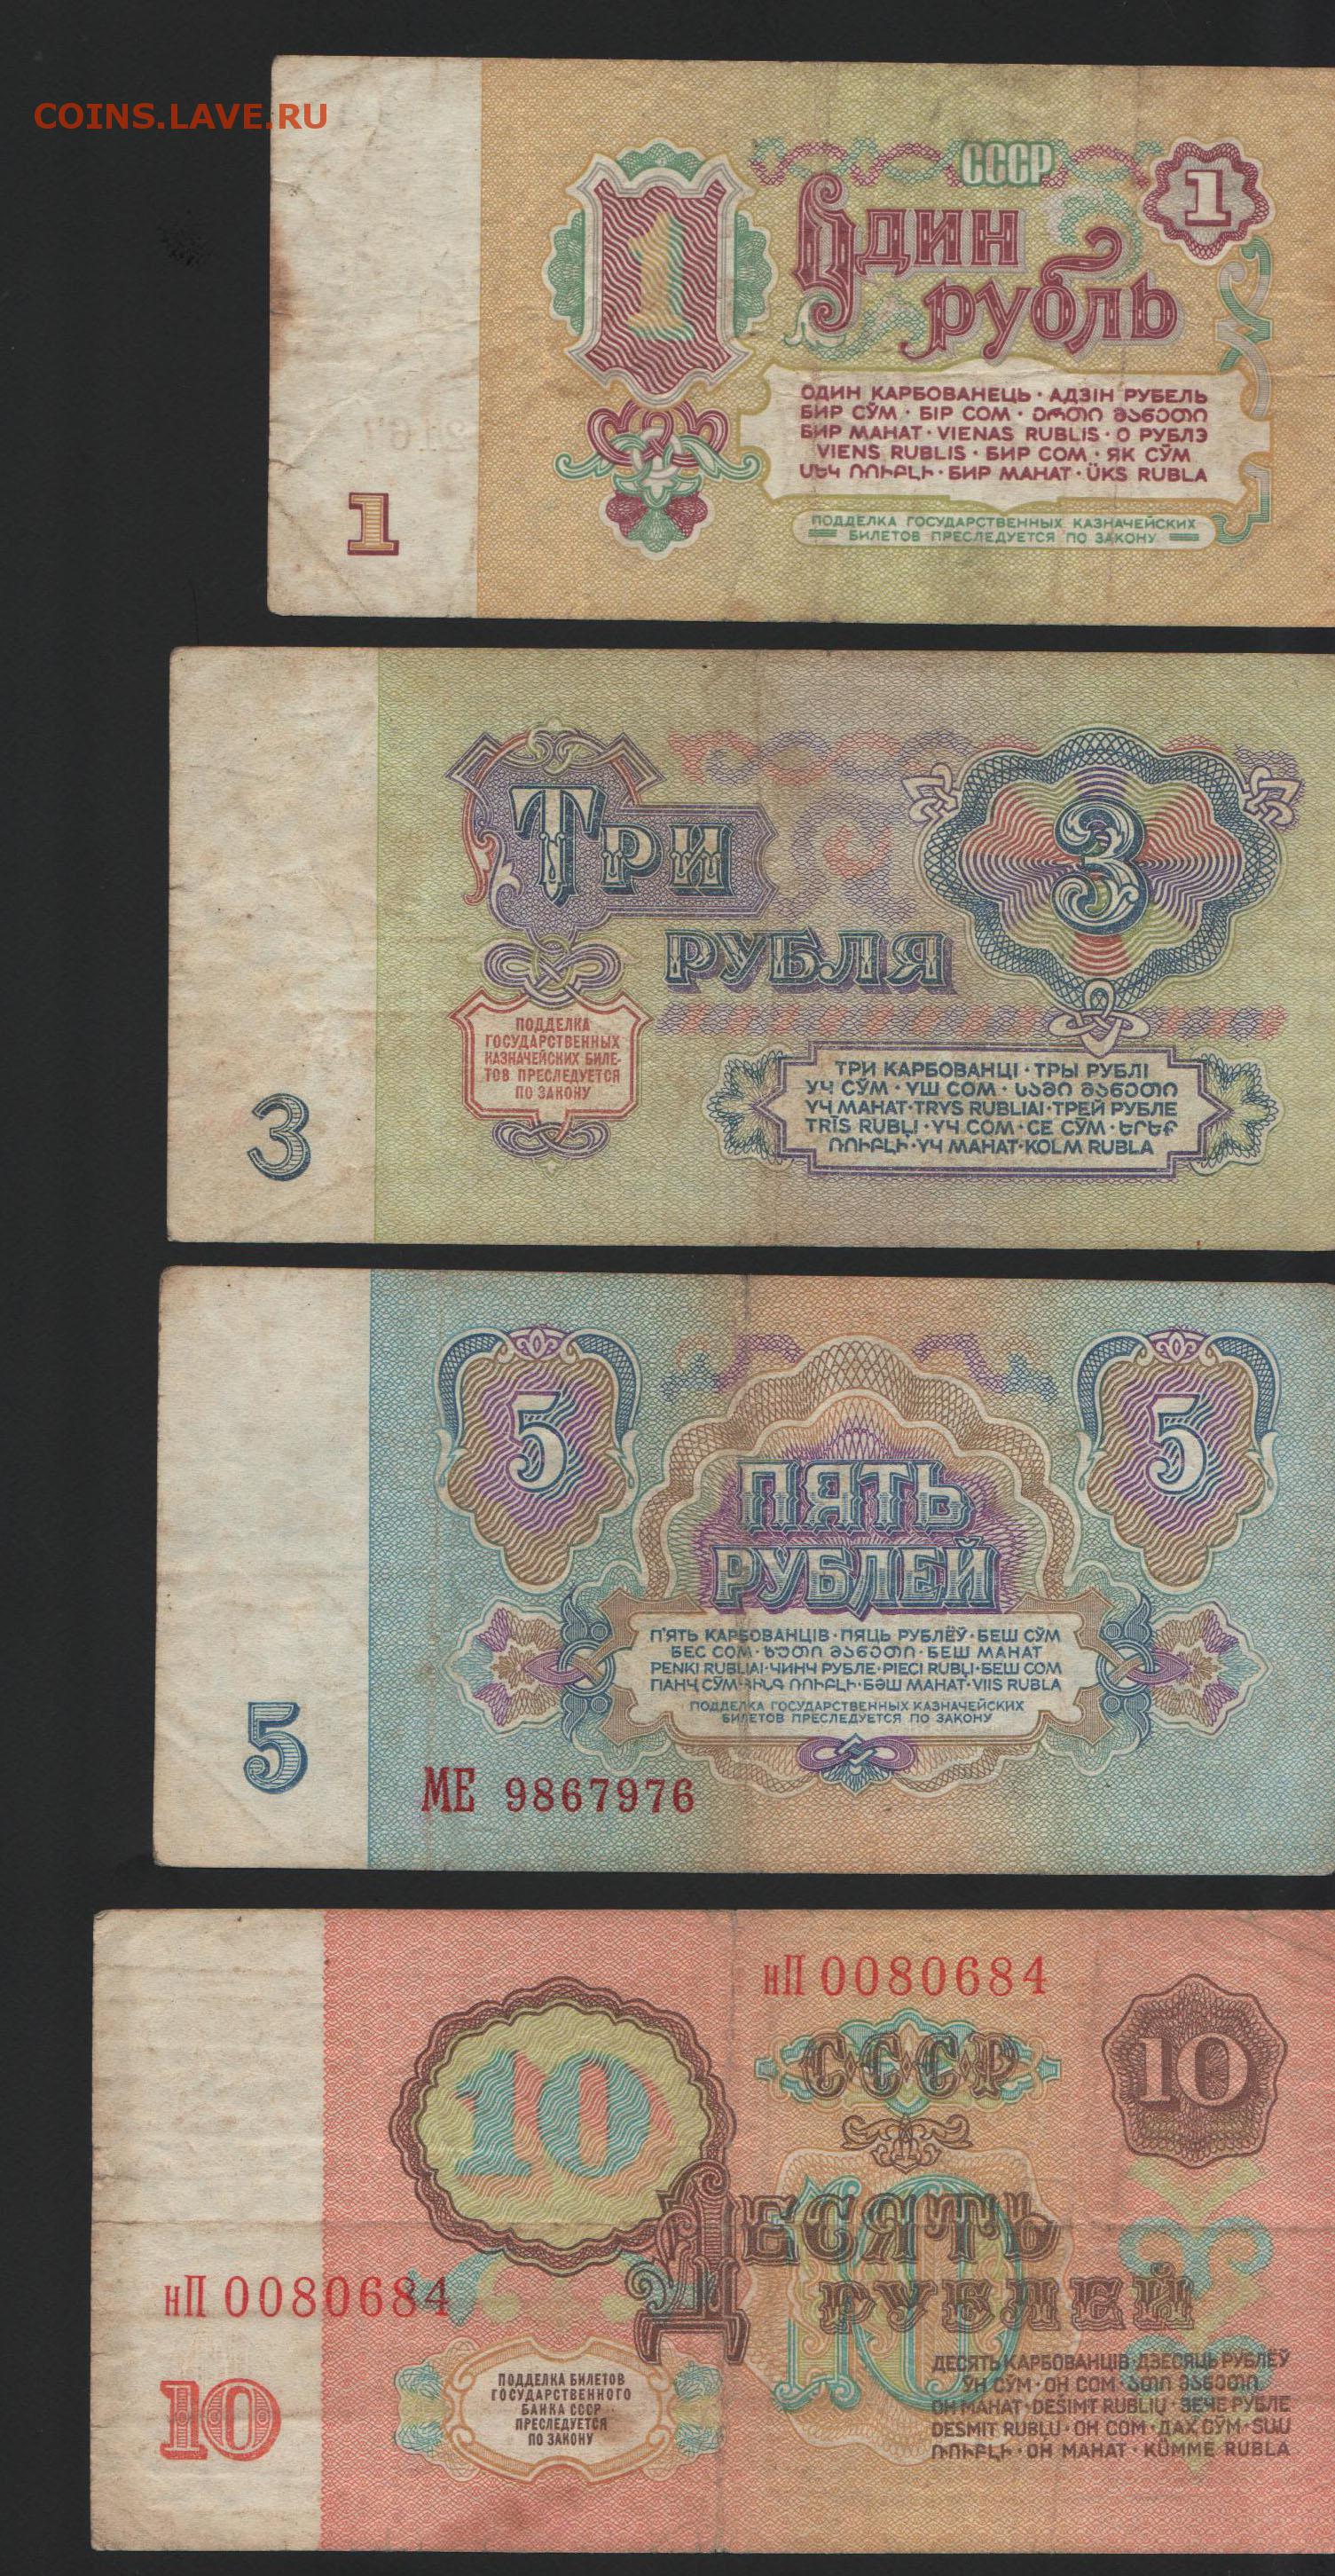 COINS.LAVE.RU
СССР
1
1
Один
рубль
ОДИН КАРБОВАНЕЦЬ · АДЗІН РУБЕЛЬ
БИР СЎМ · БІР СОМ · ᲔᲠᲗᲘ ᲛᲐᲜᲔᲗᲘ
БИР МАНАТ · VIENAS RUBLIS · О РУБЛЭ
VIENS RUBLIS · БИР СОМ · ЯК СЎМ
ՄԵԿ ՌՈՒԲԼԻ · БИР МАНАТ · ÜKS RUBLA
ПОДДЕЛКА ГОСУДАРСТВЕННЫХ КАЗНАЧЕЙСКИХ
БИЛЕТОВ ПРЕСЛЕДУЕТСЯ ПО ЗАКОНУ
1
Три
3
РУБЛЯ
ПОДДЕЛКА
ГОСУДАРСТВЕННЫХ
КАЗНАЧЕЙСКИХ БИЛЕ-
ТОВ ПРЕСЛЕДУЕТСЯ
ПО ЗАКОНУ
ТРИ КАРБОВАНЦІ · ТРЫ РУБЛІ
УЧ СЎМ · ҮШ СОМ · ᲡᲐᲛᲘ ᲛᲐᲜᲔᲗᲘ
ҮЧ МАНАТ · TRYS RUBLIAI · ТРЕЙ РУБЛЕ
TRĪS RUBĻI · ҮЧ СОМ · СЕ СЎМ · ԵՐԵՔ
ՌՈՒԲԼԻ · ҮЧ МАНАТ · KOLM RUBLA
3
5
5
ПЯТЬ
РУБЛЕЙ
П'ЯТЬ КАРБОВАНЦІВ · ПЯЦЬ РУБЛЁЎ · БЕШ СЎМ
БЕС СОМ · ᲮᲣᲗᲘ ᲛᲐᲜᲔᲗᲘ · БЕШ МАНАТ
PENKI RUBLIAI · ЧИНЧ РУБЛЕ · PIECI RUBĻI · БЕШ СОМ
ПАНҶ СЎМ · ՀԻՆԳ ՌՈՒԲԼԻ · БӘШ МАНАТ · VIIS RUBLA
ПОДДЕЛКА ГОСУДАРСТВЕННЫХ КАЗНАЧЕЙСКИХ
БИЛЕТОВ ПРЕСЛЕДУЕТСЯ ПО ЗАКОНУ
5
МЕ 9867976
нП 0080684
10
СССР
10
Десять
10
рублей
нП 0080684
10
ПОДДЕЛКА БИЛЕТОВ
ГОСУДАРСТВЕННОГО
БАНКА СССР
ПРЕСЛЕДУЕТСЯ
ПО ЗАКОНУ
ДЕСЯТЬ КАРБОВАНЦІВ · ДЗЕСЯЦЬ РУБЛЁЎ
ЎН СЎМ · ОН СОМ · ᲐᲗᲘ ᲛᲐᲜᲔᲗᲘ
ОН МАНАТ · DEŠIMT RUBLIŲ · ЗЕЧЕ РУБЛЕ
DESMIT RUBĻU · ОН СОМ · ДАХ СЎМ · ՏԱՍ
ՌՈՒԲԼԻ · ОН МАНАТ · KÜMME RUBLA